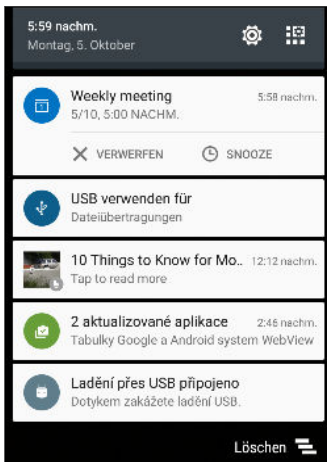 5:59 nachm.
Montag, 5. Oktober
Weekly meeting 5:58 nachm.
5/10, 5:00 NACHM.
VERWERFEN SNOOZE
USB verwenden für
Dateiübertragungen
10 Things to Know for Mo.. 12:12 nachm.
Tap to read more
2 aktualizované aplikace 2:46 nachm.
Tabulky Google a Android system WebView
Ladění přes USB připojeno
Dotykem zakážete ladění USB.
Löschen